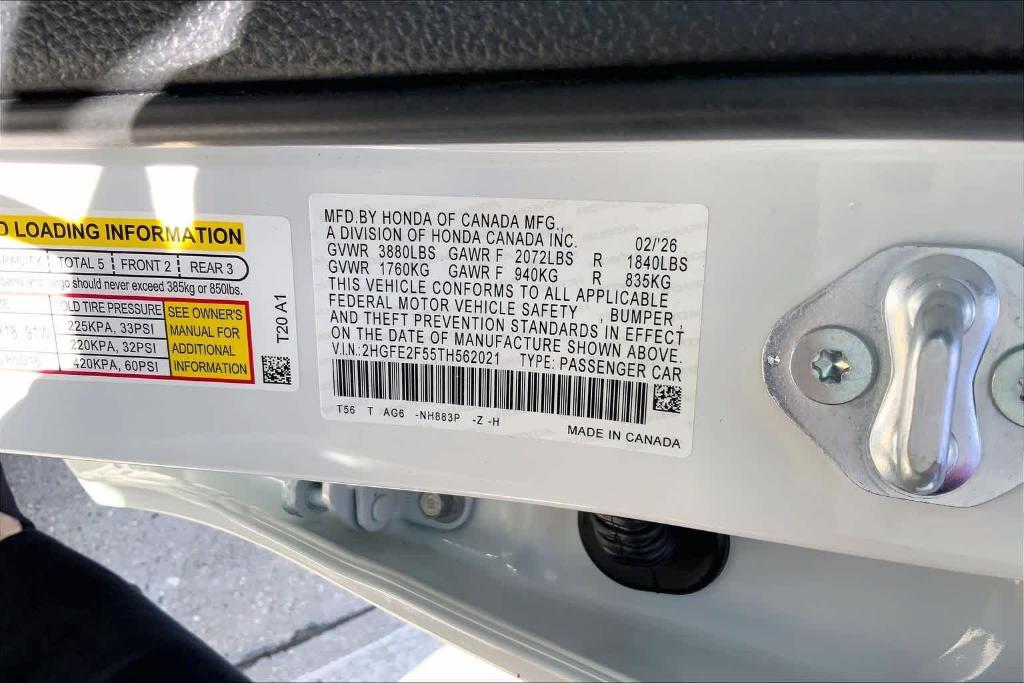 D LOADING INFORMATION
TOTAL 5 FRONT 2 REAR 3
cargo should never exceed 385kg or 850lbs.
COLD TIRE PRESSURE SEE OWNER'S
MANUAL FOR
ADDITIONAL
INFORMATION
91W 225KPA, 33PSI
220KPA, 32PSI
420KPA, 60PSI
T20 A1
MFD.BY HONDA OF CANADA MFG.,
A DIVISION OF HONDA CANADA INC. 02/'26
GVWR 3880LBS GAWR F 2072LBS R 1840LBS
GVWR 1760KG GAWR F 940KG R 835KG
THIS VEHICLE CONFORMS TO ALL APPLICABLE
FEDERAL MOTOR VEHICLE SAFETY , BUMPER ,
AND THEFT PREVENTION STANDARDS IN EFFECT
ON THE DATE OF MANUFACTURE SHOWN ABOVE.
V.I.N.:2HGFE2F55TH562021 TYPE: PASSENGER CAR
T56 T AG6 -NH883P -Z -H
MADE IN CANADA